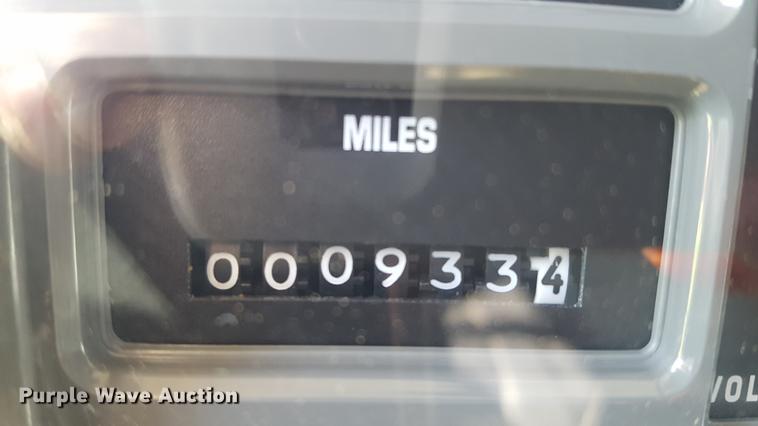 MILES
0009334
VOL
Purple Wave Auction